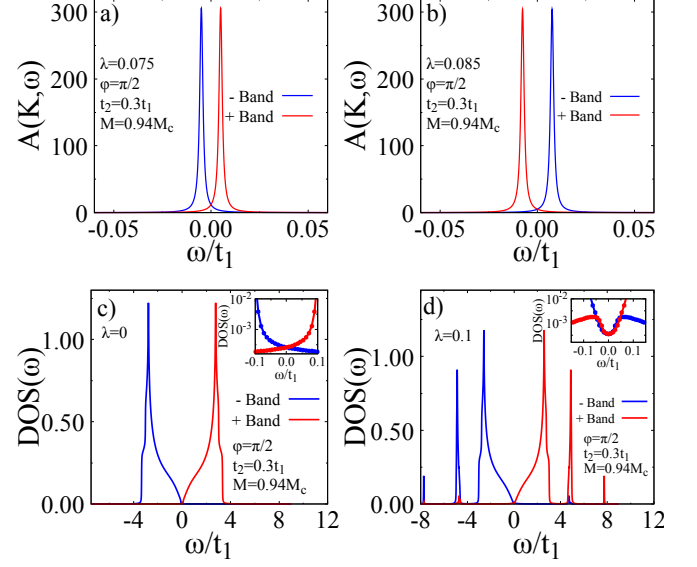 a)
A(K,ω)
300
200
100
0
λ=0.075
φ=π/2
t2=0.3t1
M=0.94Mc
- Band
+ Band
-0.05 0.00 0.05
ω/t1
b)
A(K,ω)
300
200
100
0
λ=0.085
φ=π/2
t2=0.3t1
M=0.94Mc
- Band
+ Band
-0.05 0.00 0.05
ω/t1
c)
DOS(ω)
1.00
0.50
0.00
λ=0
DOS(ω)
10-2
10-3
-0.1 0.0 0.1
ω/t1
- Band
+ Band
φ=π/2
t2=0.3t1
M=0.94Mc
-4 0 4 8 12
ω/t1
d)
DOS(ω)
1.00
0.50
0.00
λ=0.1
DOS(ω)
10-2
10-3
-0.1 0.0 0.1
ω/t1
- Band
+ Band
φ=π/2
t2=0.3t1
M=0.94Mc
-8 -4 0 4 8 12
ω/t1